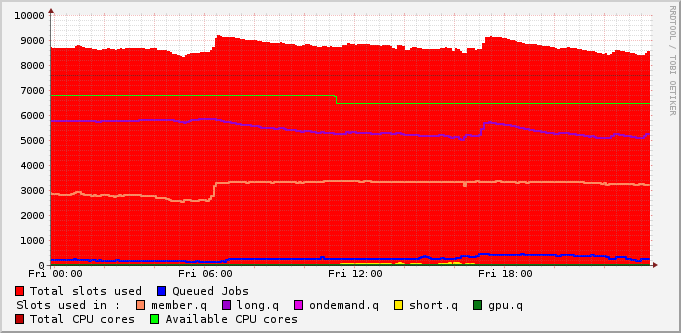 10000
9000
8000
7000
6000
5000
4000
3000
2000
1000
0
Fri 00:00 Fri 06:00 Fri 12:00 Fri 18:00
Total slots used Queued Jobs
Slots used in : member.q long.q ondemand.q short.q gpu.q
Total CPU cores Available CPU cores
RRDTOOL / TOBI OETIKER